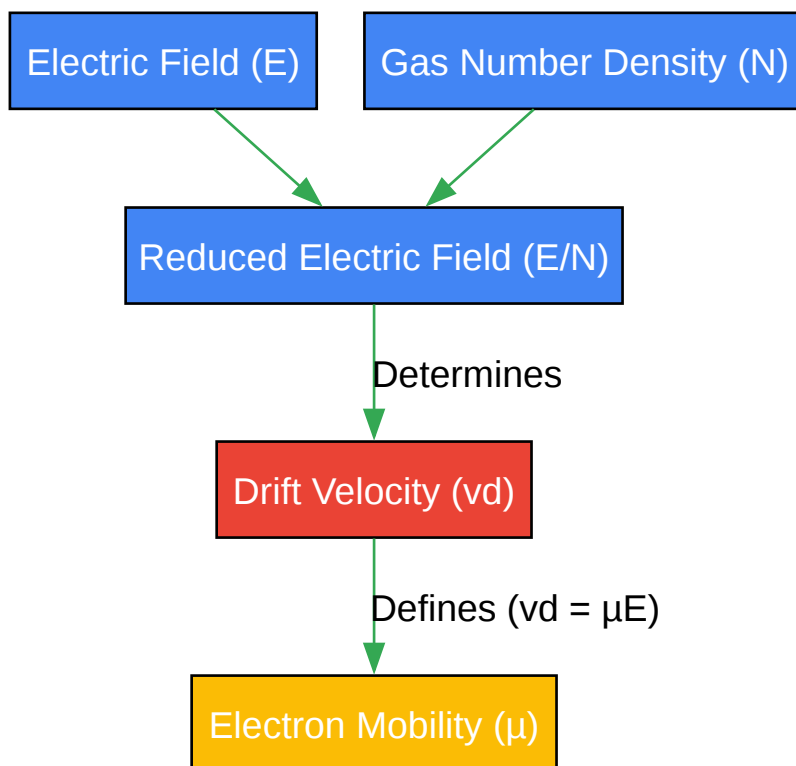 Electric Field (E)
Gas Number Density (N)
Reduced Electric Field (E/N)
Determines
Drift Velocity (vd)
Defines (vd = µE)
Electron Mobility (µ)